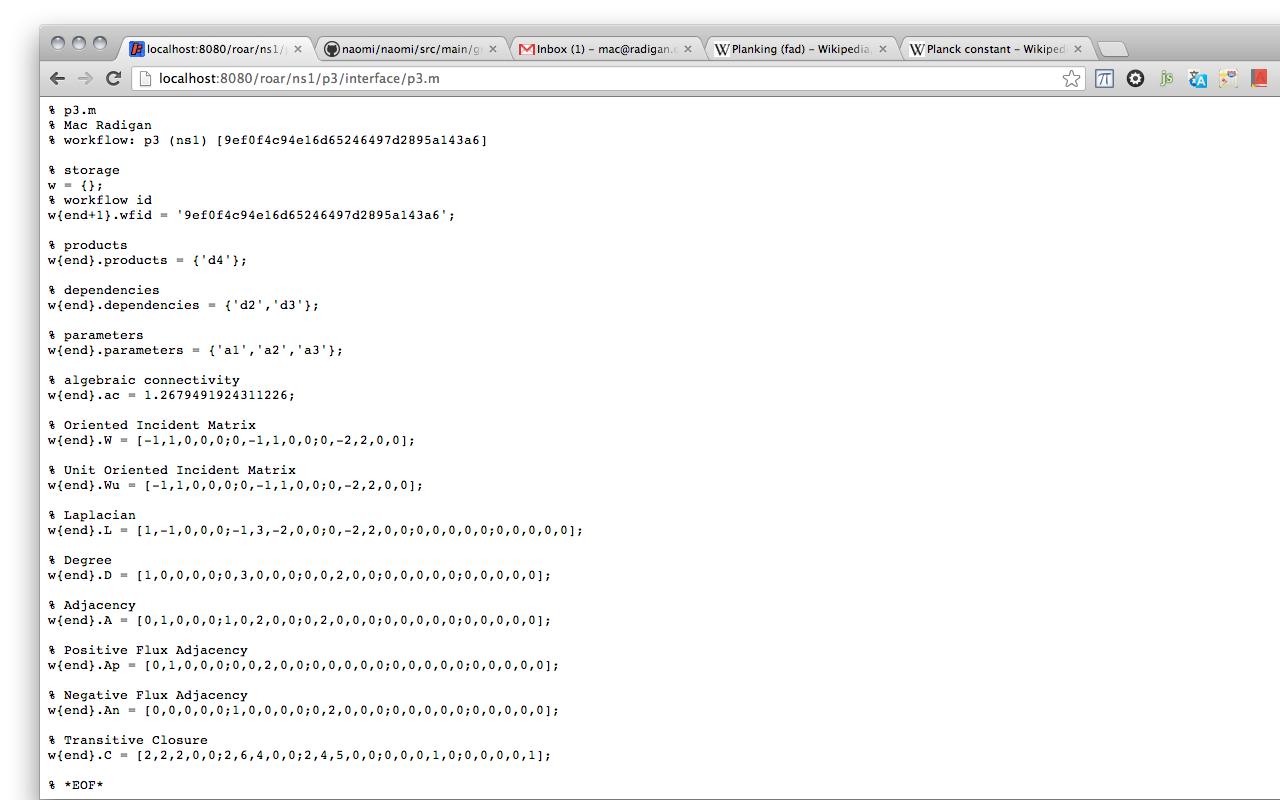 localhost:8080/roar/ns1/p naomi/naomi/src/main/g Inbox (1) – mac@radigan. Planking (fad) – Wikipedia, Planck constant – Wikiped
localhost:8080/roar/ns1/p3/interface/p3.m
% p3.m
% Mac Radigan
% workflow: p3 (ns1) [9ef0f4c94e16d65246497d2895a143a6]
% storage
w = {};
% workflow id
w{end+1}.wfid = '9ef0f4c94e16d65246497d2895a143a6';
% products
w{end}.products = {'d4'};
% dependencies
w{end}.dependencies = {'d2','d3'};
% parameters
w{end}.parameters = {'a1','a2','a3'};
% algebraic connectivity
w{end}.ac = 1.2679491924311226;
% Oriented Incident Matrix
w{end}.W = [-1,1,0,0,0;0,-1,1,0,0;0,-2,2,0,0];
% Unit Oriented Incident Matrix
w{end}.Wu = [-1,1,0,0,0;0,-1,1,0,0;0,-2,2,0,0];
% Laplacian
w{end}.L = [1,-1,0,0,0;-1,3,-2,0,0;0,-2,2,0,0;0,0,0,0,0;0,0,0,0,0];
% Degree
w{end}.D = [1,0,0,0,0;0,3,0,0,0;0,0,2,0,0;0,0,0,0,0;0,0,0,0,0];
% Adjacency
w{end}.A = [0,1,0,0,0;1,0,2,0,0;0,2,0,0,0;0,0,0,0,0;0,0,0,0,0];
% Positive Flux Adjacency
w{end}.Ap = [0,1,0,0,0;0,0,2,0,0;0,0,0,0,0;0,0,0,0,0;0,0,0,0,0];
% Negative Flux Adjacency
w{end}.An = [0,0,0,0,0;1,0,0,0,0;0,2,0,0,0;0,0,0,0,0;0,0,0,0,0];
% Transitive Closure
w{end}.C = [2,2,2,0,0;2,6,4,0,0;2,4,5,0,0;0,0,0,1,0;0,0,0,0,1];
% *EOF*